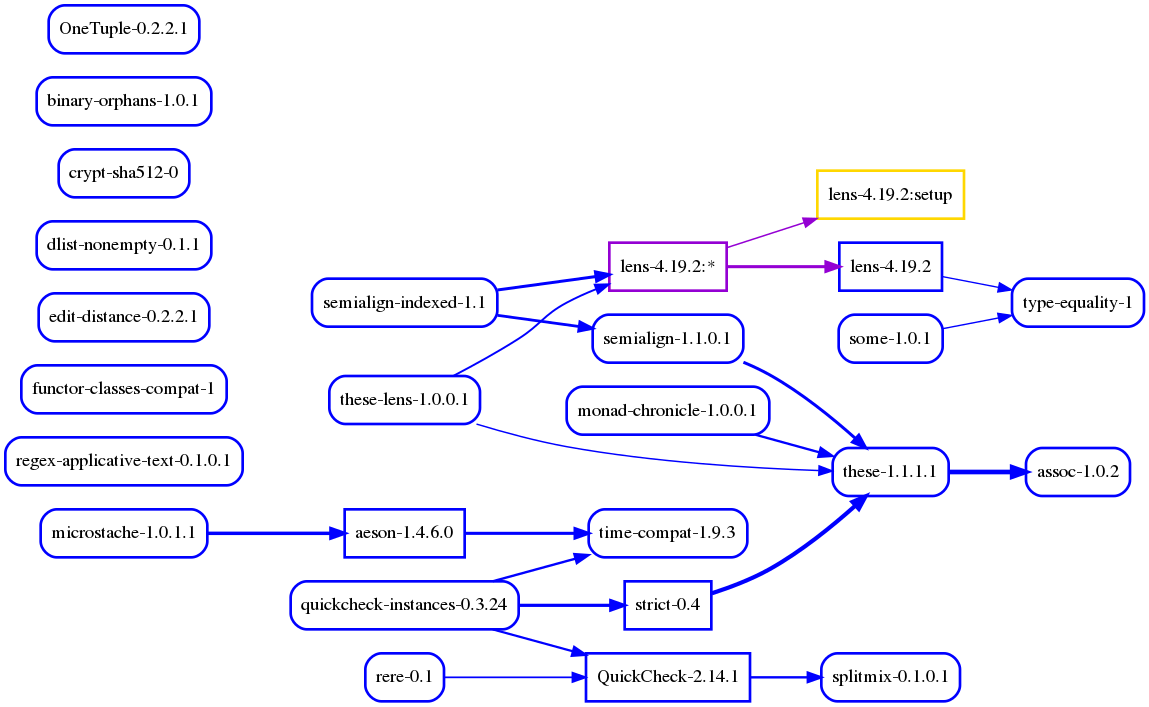 OneTuple-0.2.2.1
binary-orphans-1.0.1
crypt-sha512-0
lens-4.19.2:setup
dlist-nonempty-0.1.1
lens-4.19.2:*
lens-4.19.2
semialign-indexed-1.1
type-equality-1
edit-distance-0.2.2.1
semialign-1.1.0.1
some-1.0.1
functor-classes-compat-1
these-lens-1.0.0.1
monad-chronicle-1.0.0.1
regex-applicative-text-0.1.0.1
these-1.1.1.1
assoc-1.0.2
microstache-1.0.1.1
aeson-1.4.6.0
time-compat-1.9.3
quickcheck-instances-0.3.24
strict-0.4
rere-0.1
QuickCheck-2.14.1
splitmix-0.1.0.1